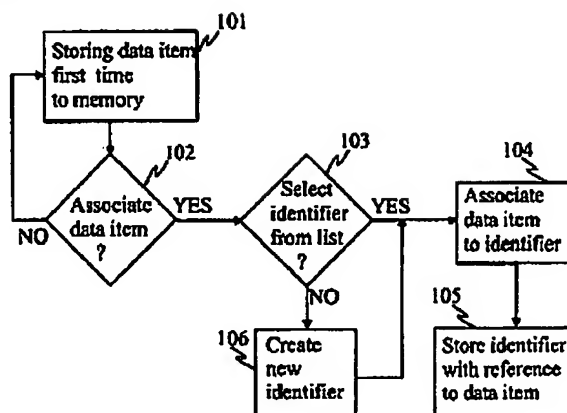 101
Storing data item
first time
to memory
102
Associate
data item
?
YES
NO
103
Select
identifier
from list
?
YES
NO
104
Associate
data item
to identifier
105
Store identifier
with reference
to data item
106
Create
new
identifier